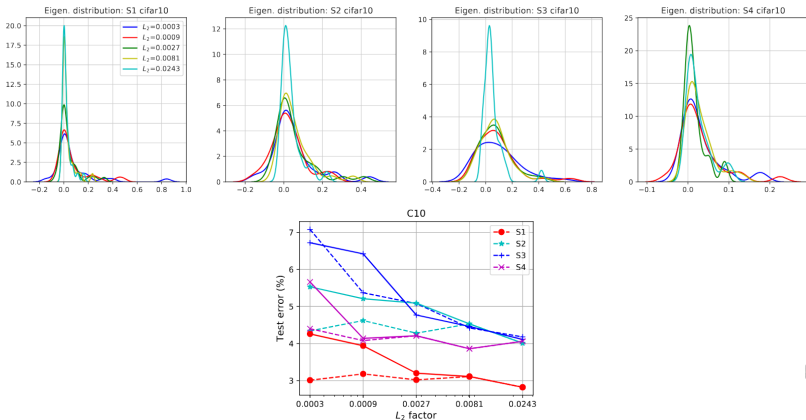 Eigen. distribution: S1 cifar10
20.0
17.5
15.0
12.5
10.0
7.5
5.0
2.5
0.0
−0.2 0.0 0.2 0.4 0.6 0.8 1.0
L₂=0.0003
L₂=0.0009
L₂=0.0027
L₂=0.0081
L₂=0.0243
Eigen. distribution: S2 cifar10
12
10
8
6
4
2
0
−0.2 0.0 0.2 0.4 0.6
Eigen. distribution: S3 cifar10
10
8
6
4
2
0
−0.4 −0.2 0.0 0.2 0.4 0.6 0.8
Eigen. distribution: S4 cifar10
25
20
15
10
5
0
−0.1 0.0 0.1 0.2
C10
Test error (%)
7
6
5
4
3
S1
S2
S3
S4
0.0003 0.0009 0.0027 0.0081 0.0243
L₂ factor